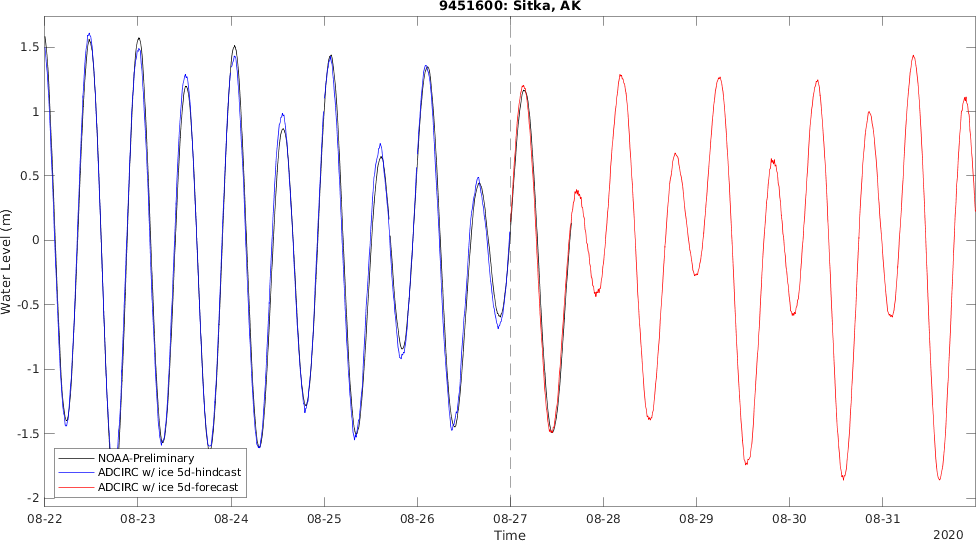 9451600: Sitka, AK
Water Level (m)
1.5
1
0.5
0
-0.5
-1
-1.5
-2
NOAA-Preliminary
ADCIRC w/ ice 5d-hindcast
ADCIRC w/ ice 5d-forecast
08-22 08-23 08-24 08-25 08-26 08-27 08-28 08-29 08-30 08-31
Time
2020